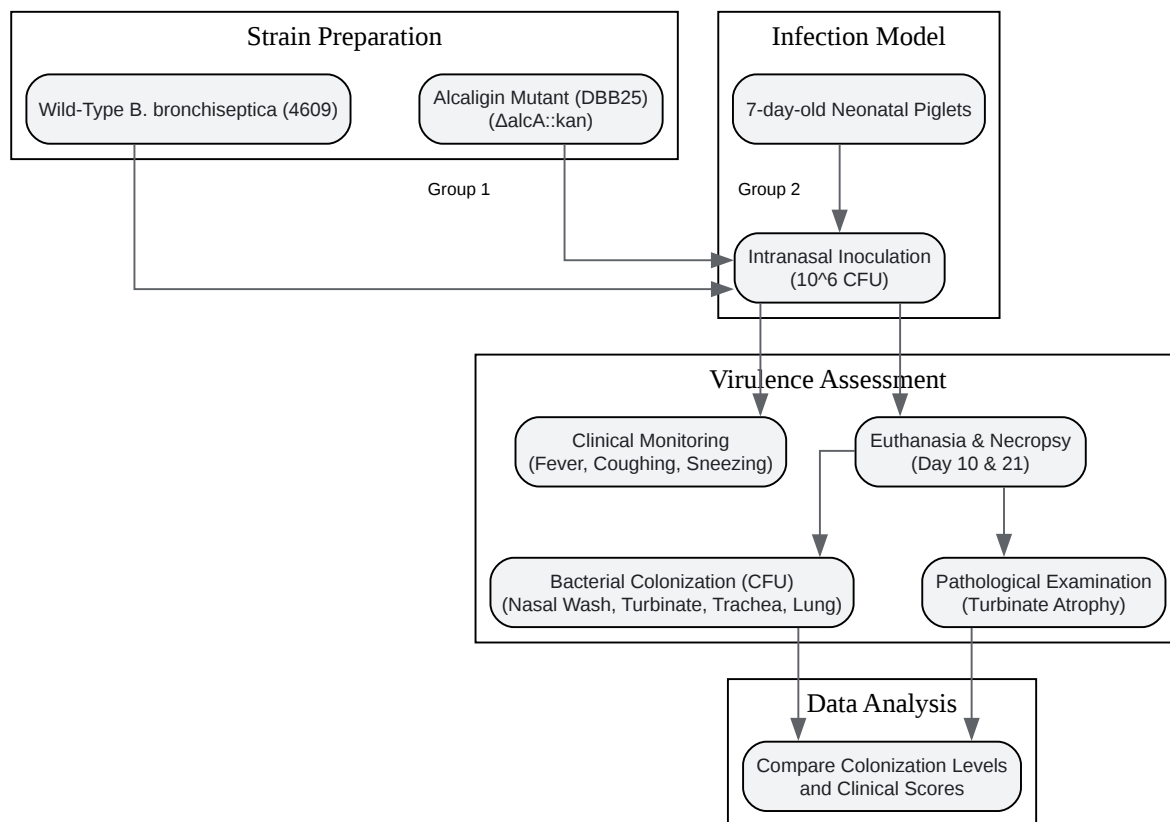 Strain Preparation
Infection Model
Wild-Type B. bronchiseptica (4609)
Alcaligin Mutant (DBB25)
(ΔalcA::kan)
7-day-old Neonatal Piglets
Group 1
Group 2
Intranasal Inoculation
(10^6 CFU)
Virulence Assessment
Clinical Monitoring
(Fever, Coughing, Sneezing)
Euthanasia & Necropsy
(Day 10 & 21)
Bacterial Colonization (CFU)
(Nasal Wash, Turbinate, Trachea, Lung)
Pathological Examination
(Turbinate Atrophy)
Data Analysis
Compare Colonization Levels
and Clinical Scores